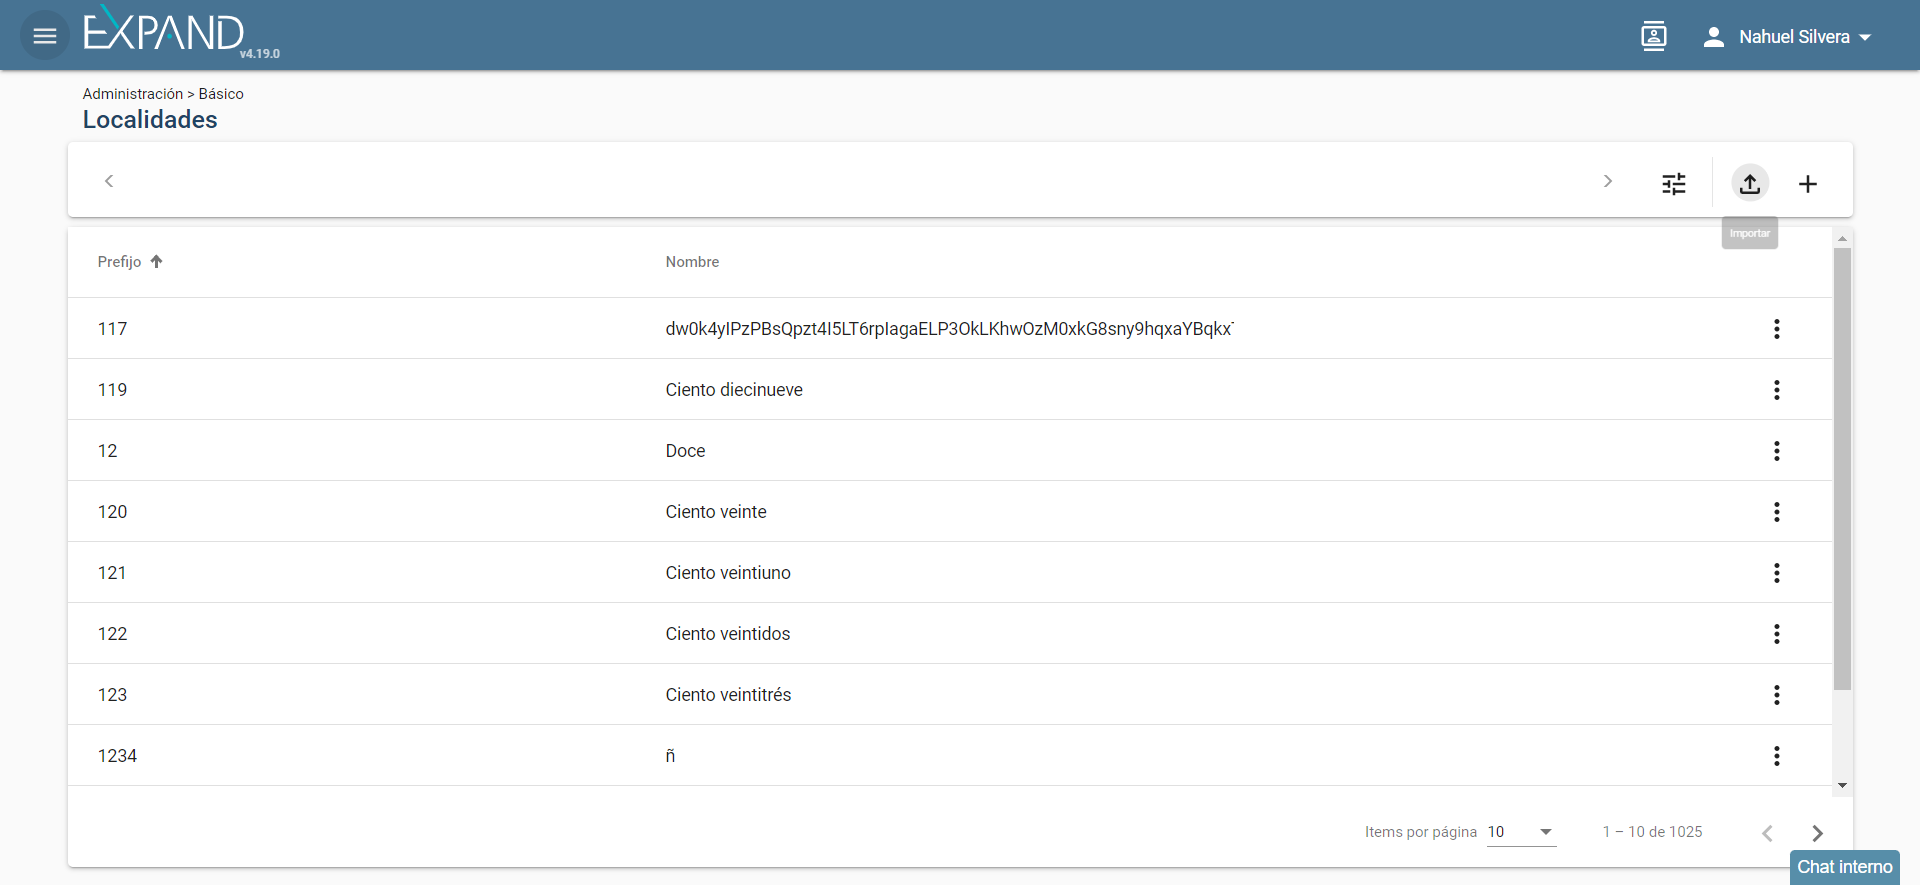 EXPAND
v4.19.0
Nahuel Silvera
Administración > Básico
Localidades
Importar
Prefijo Nombre
117
119 Ciento diecinueve
12 Doce
120 Ciento veinte
121 Ciento veintiuno
122 Ciento veintidos
123 Ciento veintitrés
1234 ñ
Items por página 10 1 – 10 de 1025
Chat interno